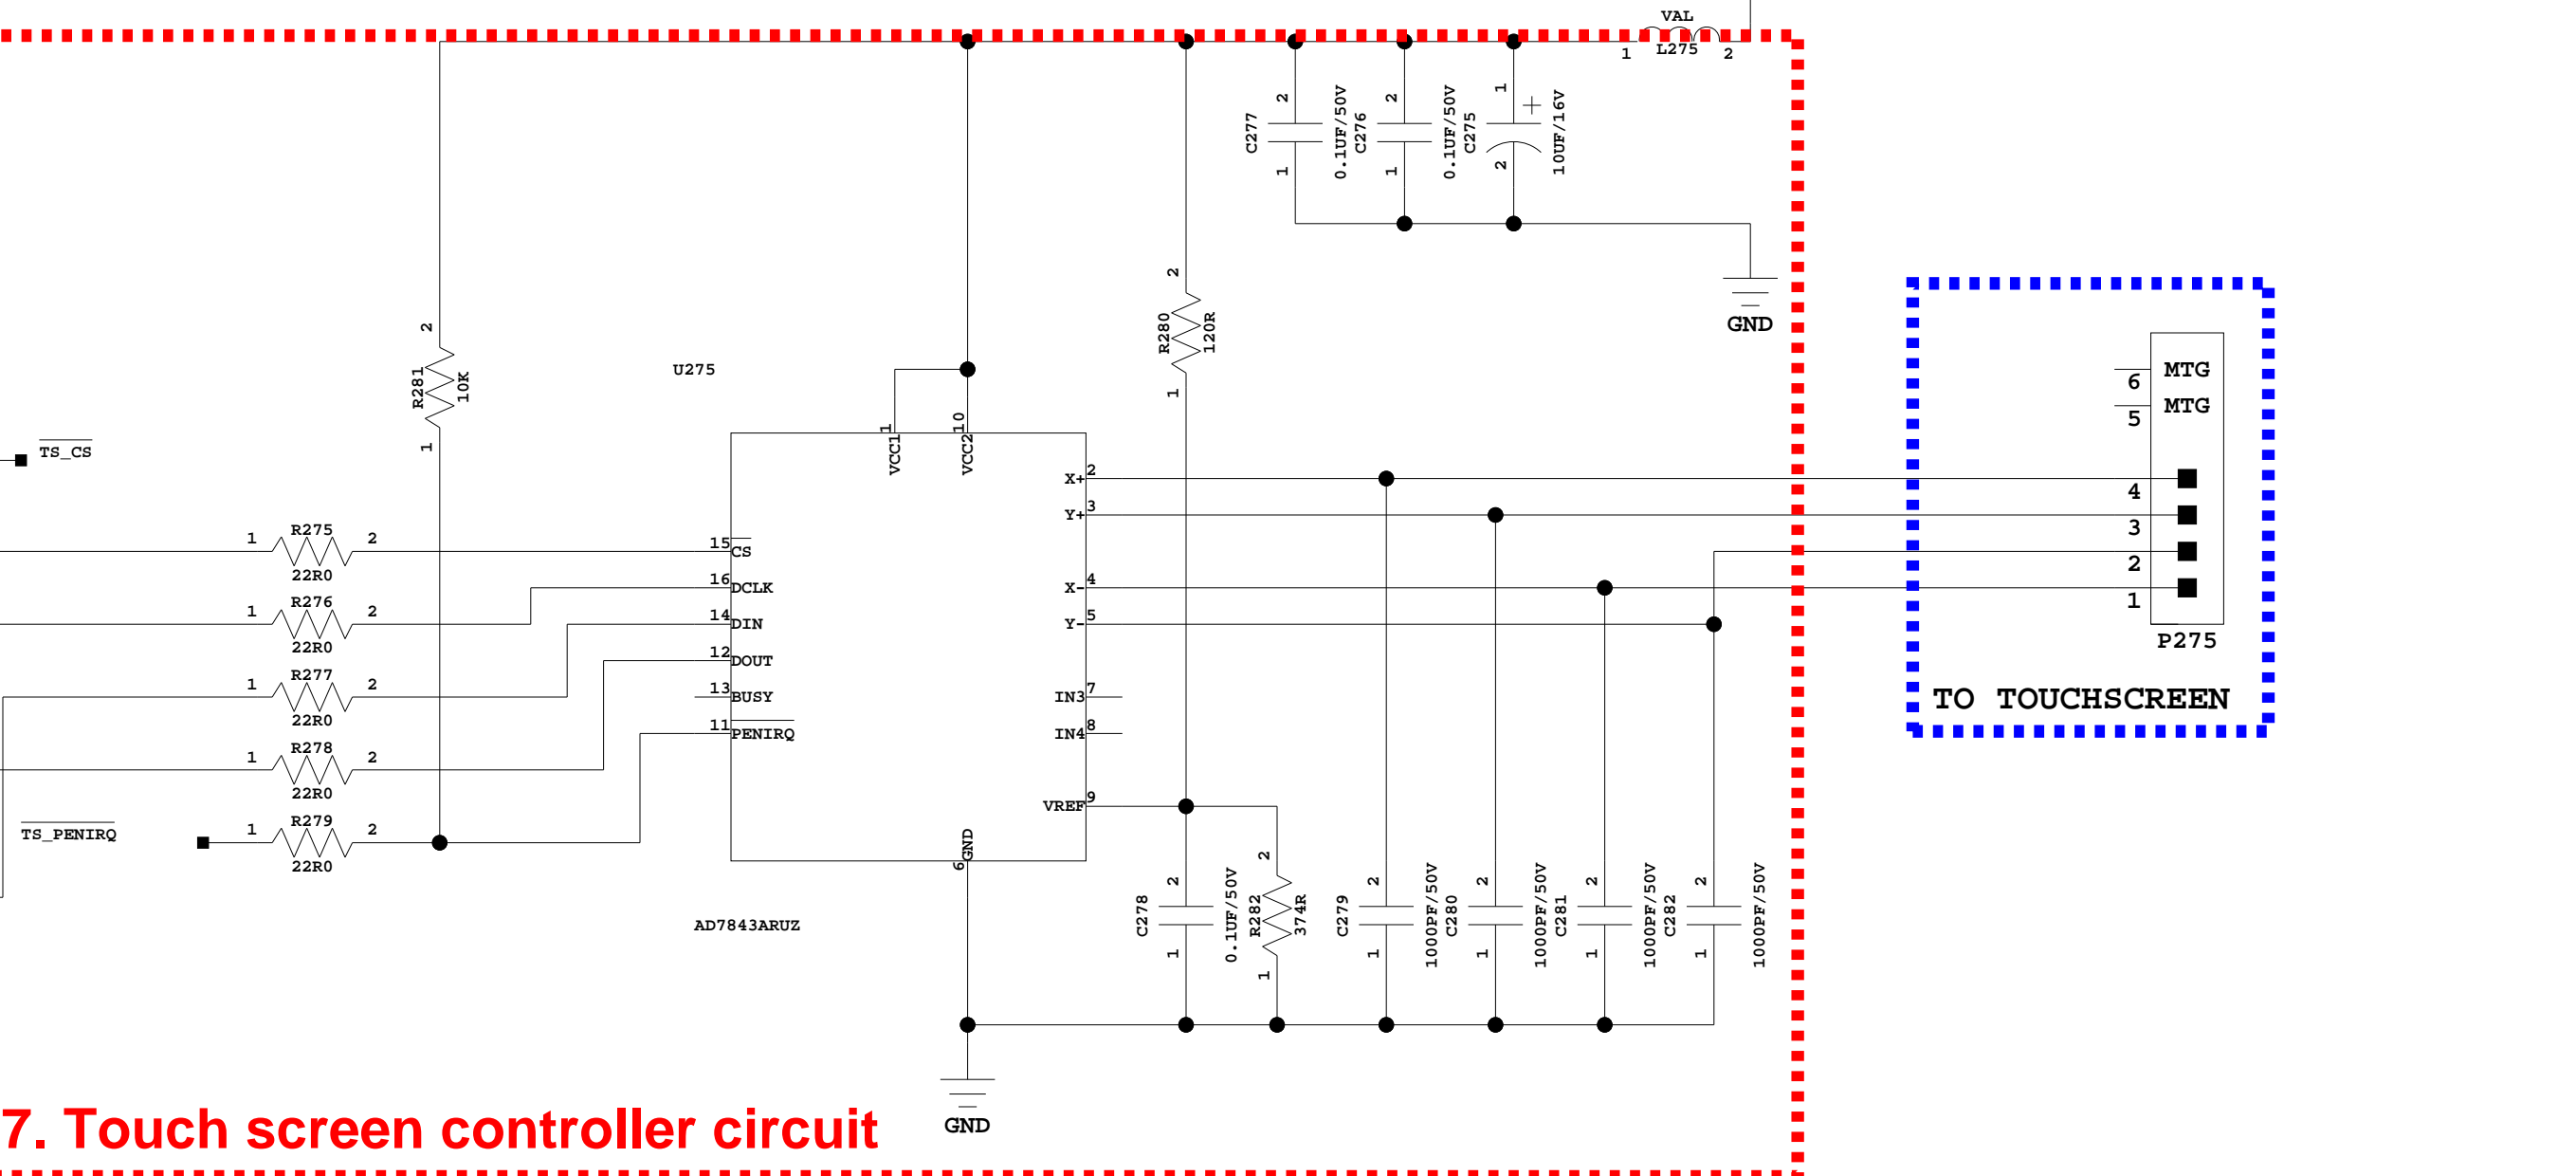 VAL
1 L275 2
C277 2 1 0.1UF/50V
C276 2 1 0.1UF/50V
C275 1 2 + 10UF/16V
GND
R280 2 1 120R
R281 2 1 10K
U275
TS_CS
1 R275 2
22R0
1 R276 2
22R0
1 R277 2
22R0
1 R278 2
22R0
TS_PENIRQ
1 R279 2
22R0
1 VCC1
10 VCC2
15 CS
16 DCLK
14 DIN
12 DOUT
13 BUSY
11 PENIRQ
X+ 2
Y+ 3
X- 4
Y- 5
IN3 7
IN4 8
VREF 9
6 GND
AD7843ARUZ
C278 2 1 0.1UF/50V
R282 2 1 374R
C279 2 1 1000PF/50V
C280 2 1 1000PF/50V
C281 2 1 1000PF/50V
C282 2 1 1000PF/50V
GND
6 MTG
5 MTG
4
3
2
1
P275
TO TOUCHSCREEN
7. Touch screen controller circuit